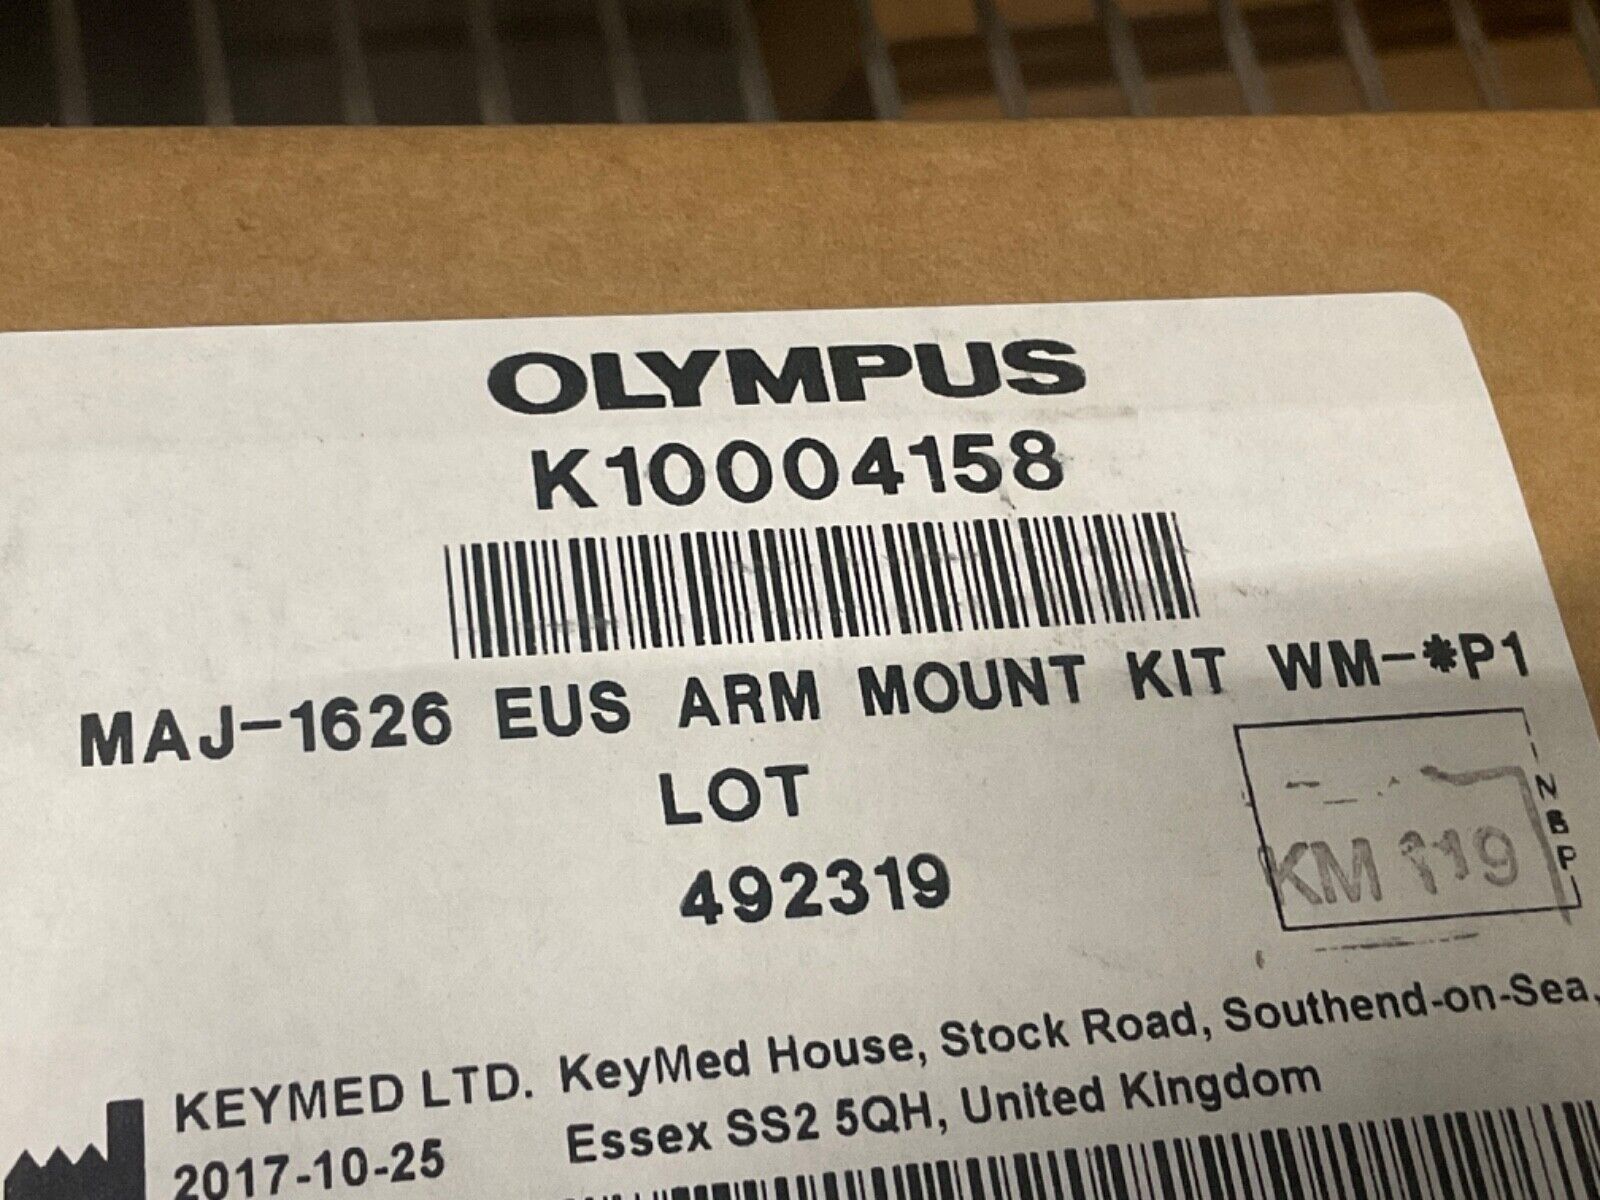 OLYMPUS
K10004158
MAJ-1626 EUS ARM MOUNT KIT WM-*P1
LOT
492319
INSP
KM 119
KEYMED LTD. KeyMed House, Stock Road, Southend-on-Sea,
2017-10-25 Essex SS2 5QH, United Kingdom